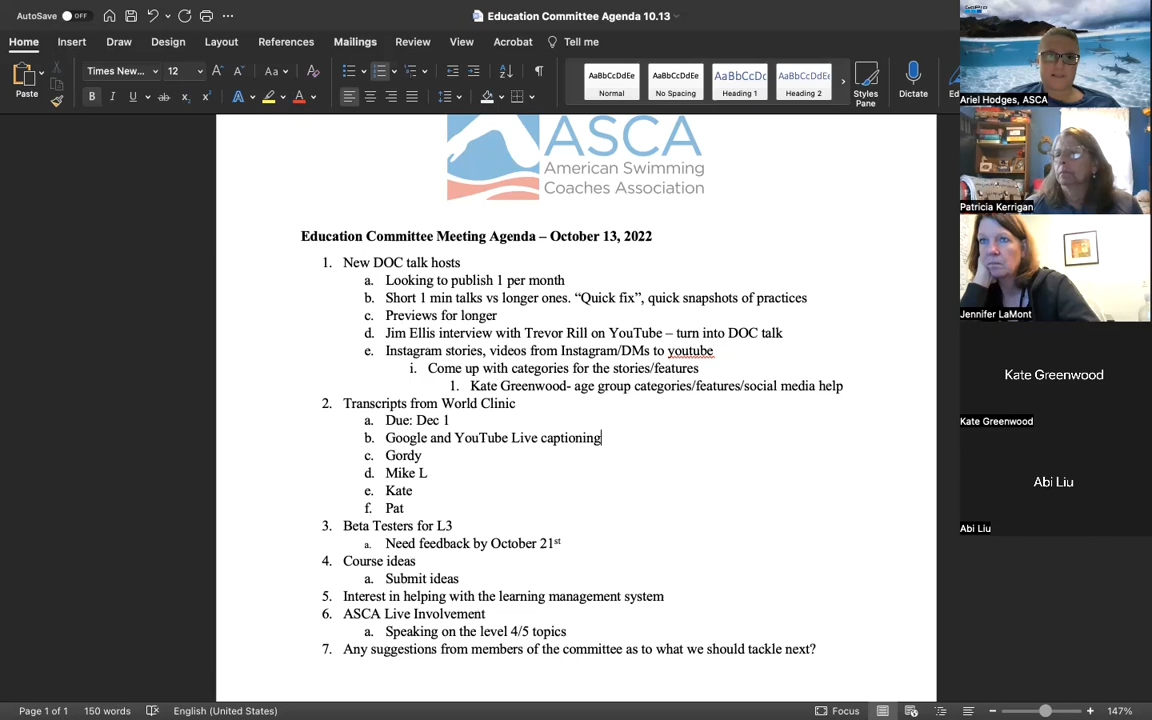 AutoSave OFF
Education Committee Agenda 10.13
GoPro
Home Insert Draw Design Layout References Mailings Review View Acrobat Tell me
Paste
Times New... 12
Aa
AaBbCcDdEe AaBbCcDdEe AaBbCcDc AaBbCcDdEe
Normal No Spacing Heading 1 Heading 2
Styles Pane
Dictate
Ariel Hodges, ASCA
ASCA
American Swimming
Coaches Association
Education Committee Meeting Agenda – October 13, 2022
1. New DOC talk hosts
a. Looking to publish 1 per month
b. Short 1 min talks vs longer ones. “Quick fix”, quick snapshots of practices
c. Previews for longer
d. Jim Ellis interview with Trevor Rill on YouTube – turn into DOC talk
e. Instagram stories, videos from Instagram/DMs to youtube
i. Come up with categories for the stories/features
1. Kate Greenwood- age group categories/features/social media help
2. Transcripts from World Clinic
a. Due: Dec 1
b. Google and YouTube Live captioning
c. Gordy
d. Mike L
e. Kate
f. Pat
3. Beta Testers for L3
a. Need feedback by October 21st
4. Course ideas
a. Submit ideas
5. Interest in helping with the learning management system
6. ASCA Live Involvement
a. Speaking on the level 4/5 topics
7. Any suggestions from members of the committee as to what we should tackle next?
Patricia Kerrigan
Jennifer LaMont
Kate Greenwood
Kate Greenwood
Abi Liu
Abi Liu
Page 1 of 1 150 words English (United States) Focus 147%